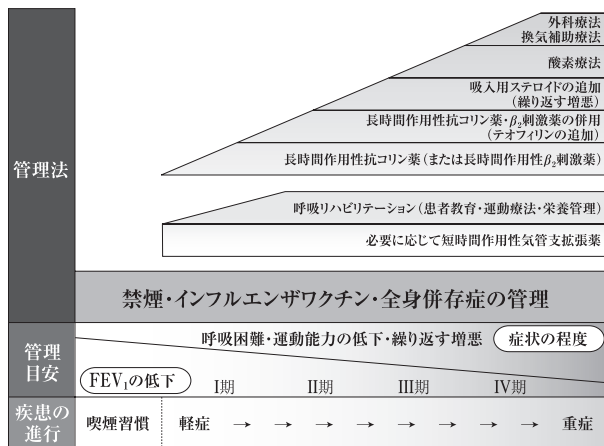 外科療法
換気補助療法
酸素療法
吸入用ステロイドの追加
(繰り返す増悪)
長時間作用性抗コリン薬・β₂刺激薬の併用
(テオフィリンの追加)
長時間作用性抗コリン薬(または長時間作用性β₂刺激薬)
管理法
呼吸リハビリテーション(患者教育・運動療法・栄養管理)
必要に応じて短時間作用性気管支拡張薬
禁煙・インフルエンザワクチン・全身併存症の管理
管理
目安
呼吸困難・運動能力の低下・繰り返す増悪
症状の程度
FEV₁の低下
Ⅰ期 Ⅱ期 Ⅲ期 Ⅳ期
疾患の
進行
喫煙習慣 軽症 → → → → → → → 重症